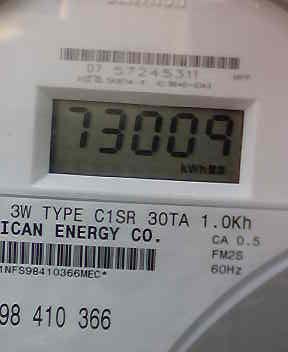 07 57245311
73009
kWh
3W TYPE C1SR 30TA 1.0Kh
ICAN ENERGY CO.
CA 0.5
FM2S
60Hz
1NFS98410366MEC*
98 410 366